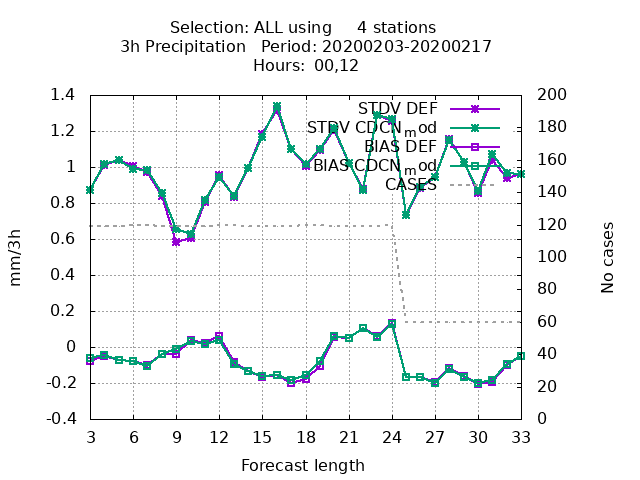 Selection: ALL using     4 stations
3h Precipitation   Period: 20200203-20200217
Hours:  00,12
STDV DEF
STDV CDCN_mod
BIAS DEF
BIAS CDCN_mod
CASES
1.4
1.2
1
0.8
0.6
0.4
0.2
0
-0.2
-0.4
mm/3h
200
180
160
140
120
100
80
60
40
20
0
No cases
3 6 9 12 15 18 21 24 27 30 33
Forecast length